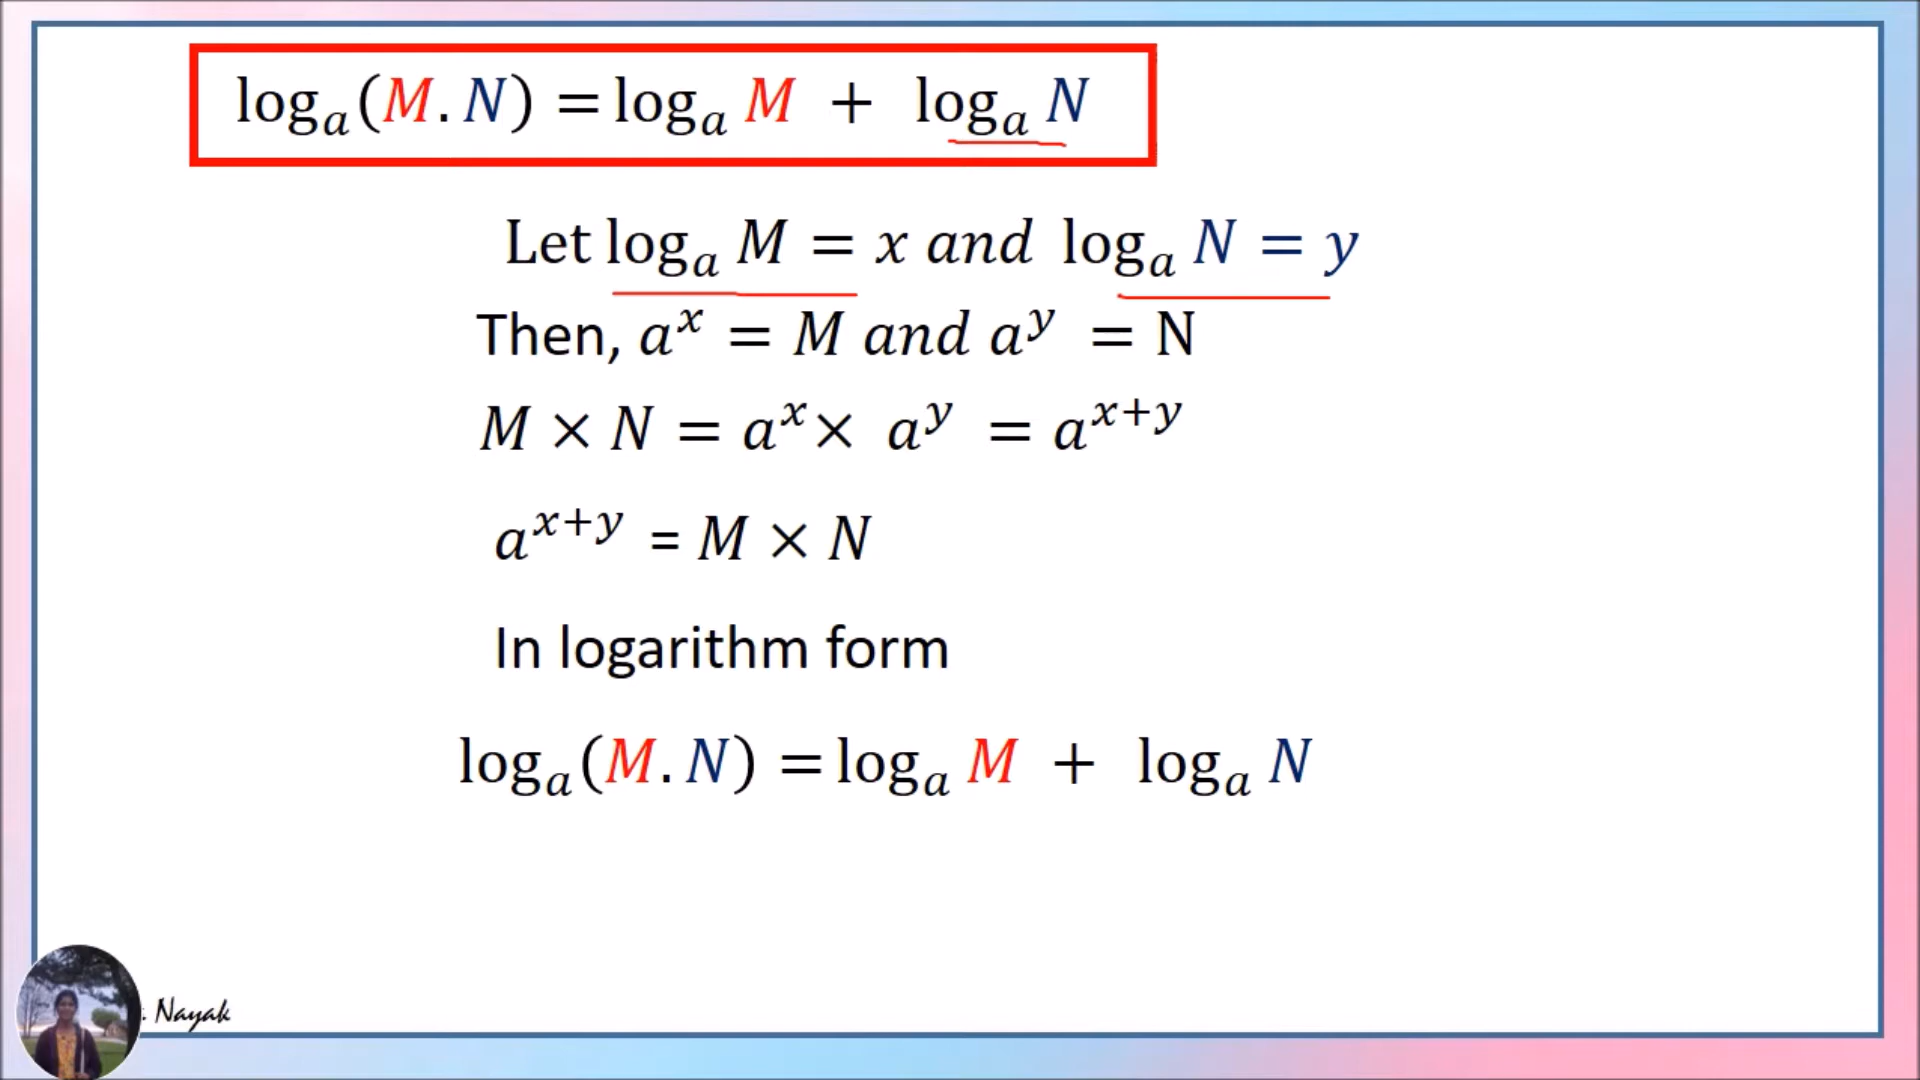 logₐ(M.N) = logₐ M + logₐ N
Let logₐ M = x and logₐ N = y
Then, aˣ = M and aʸ = N
M × N = aˣ × aʸ = aˣ⁺ʸ
aˣ⁺ʸ = M × N
In logarithm form
logₐ(M.N) = logₐ M + logₐ N
Nayak